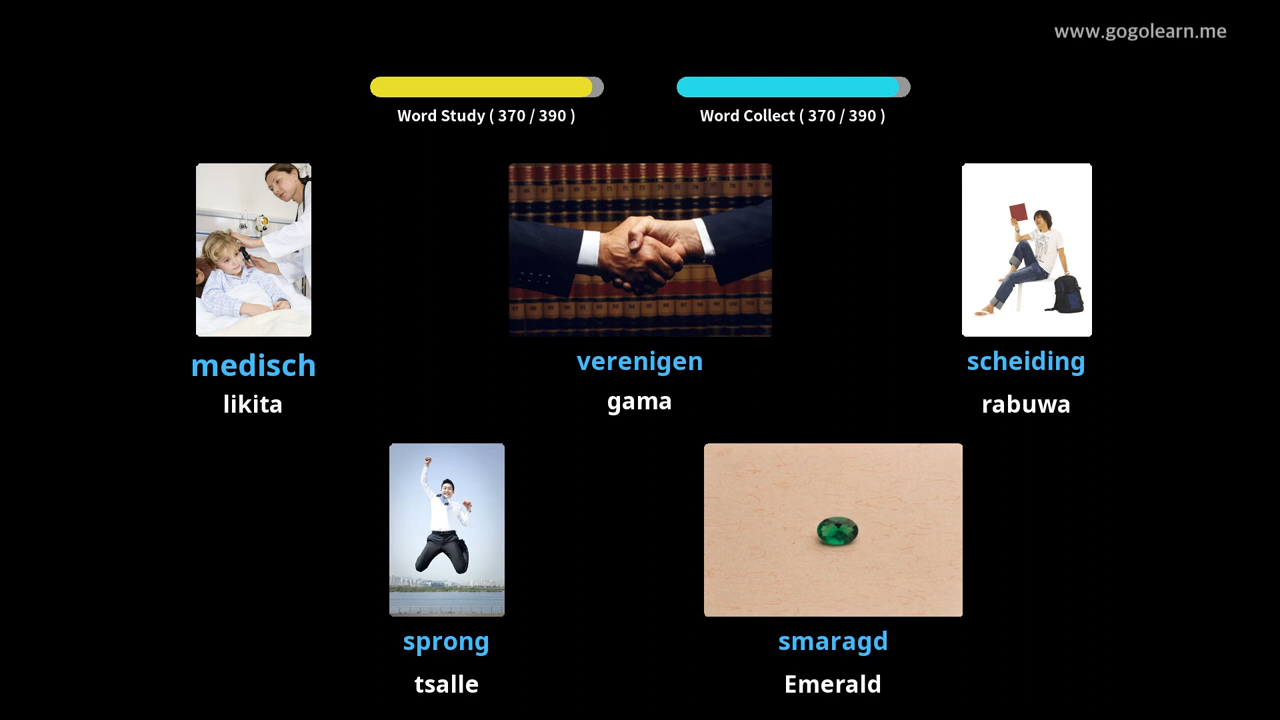 www.gogolearn.me
Word Study ( 370 / 390 )
Word Collect ( 370 / 390 )
medisch
likita
verenigen
gama
scheiding
rabuwa
sprong
tsalle
smaragd
Emerald